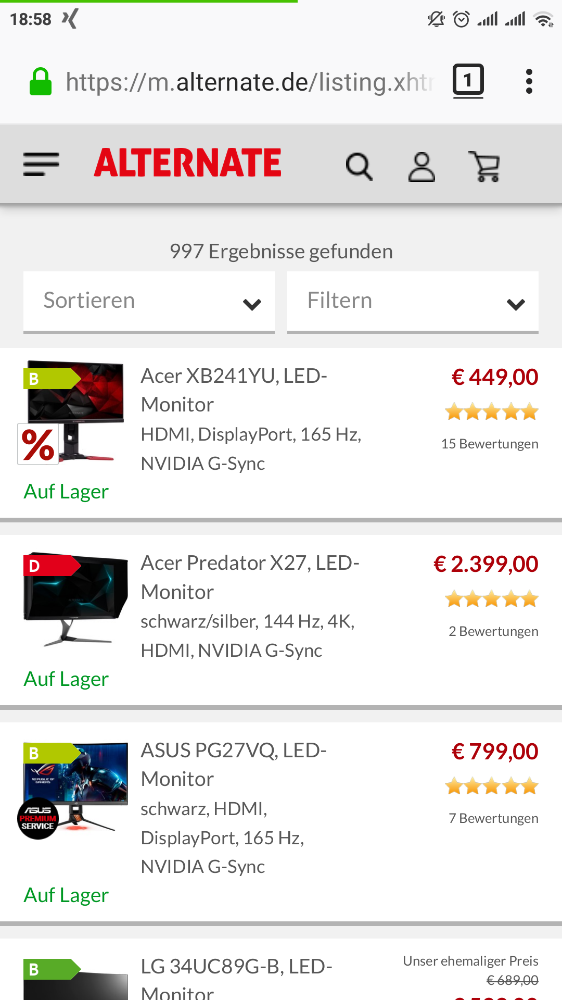 18:58
https://m.alternate.de/listing.xht
1
ALTERNATE
997 Ergebnisse gefunden
Sortieren
Filtern
B
%
Acer XB241YU, LED-
Monitor
HDMI, DisplayPort, 165 Hz,
NVIDIA G-Sync
€ 449,00
15 Bewertungen
Auf Lager
D
Acer Predator X27, LED-
Monitor
schwarz/silber, 144 Hz, 4K,
HDMI, NVIDIA G-Sync
€ 2.399,00
2 Bewertungen
Auf Lager
B
REPUBLIC OF
GAMERS
ASUS
PREMIUM
SERVICE
ASUS PG27VQ, LED-
Monitor
schwarz, HDMI,
DisplayPort, 165 Hz,
NVIDIA G-Sync
€ 799,00
7 Bewertungen
Auf Lager
B
LG 34UC89G-B, LED-
Monitor
Unser ehemaliger Preis
€ 689,00